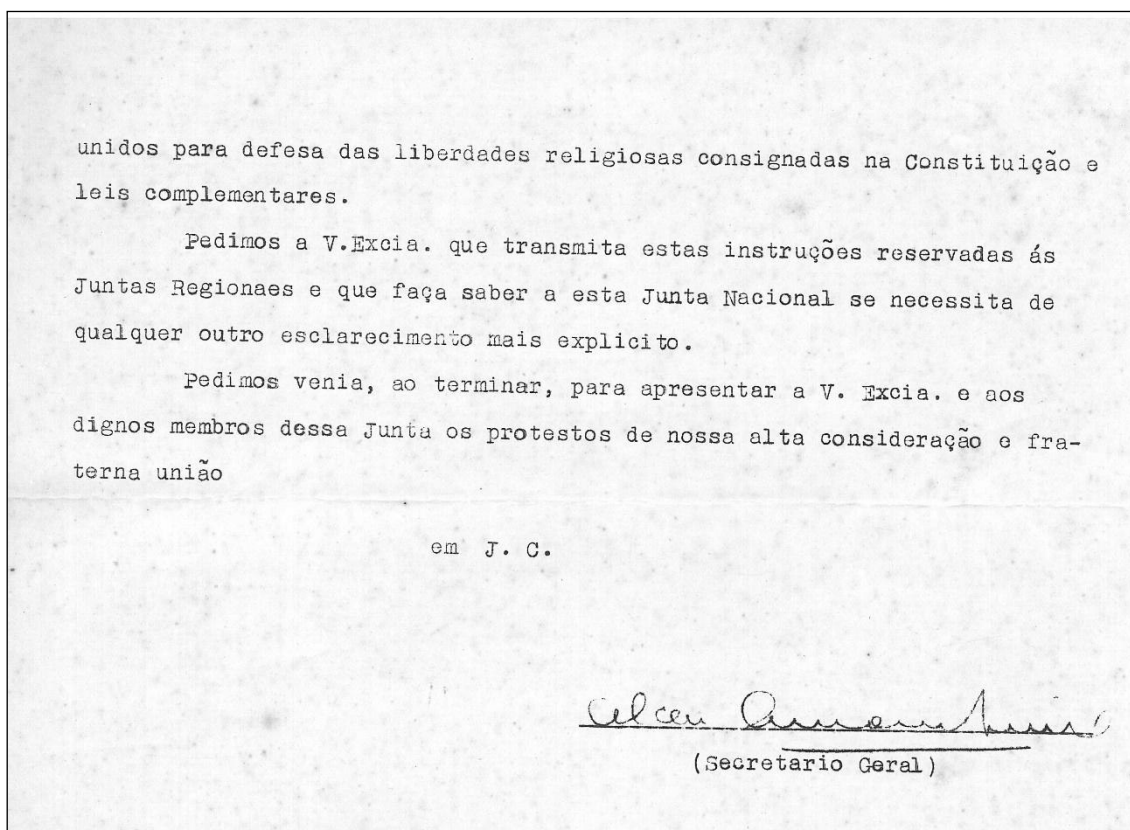 unidos para defesa das liberdades religiosas consignadas na Constituição e
leis complementares.
Pedimos a V.Excia. que transmita estas instruções reservadas ás
Juntas Regionaes e que faça saber a esta Junta Nacional se necessita de
qualquer outro esclarecimento mais explicito.
Pedimos venia, ao terminar, para apresentar a V. Excia. e aos
dignos membros dessa Junta os protestos de nossa alta consideração e fra-
terna união
em J. C.
Alceu Amoroso Lima
(Secretario Geral)